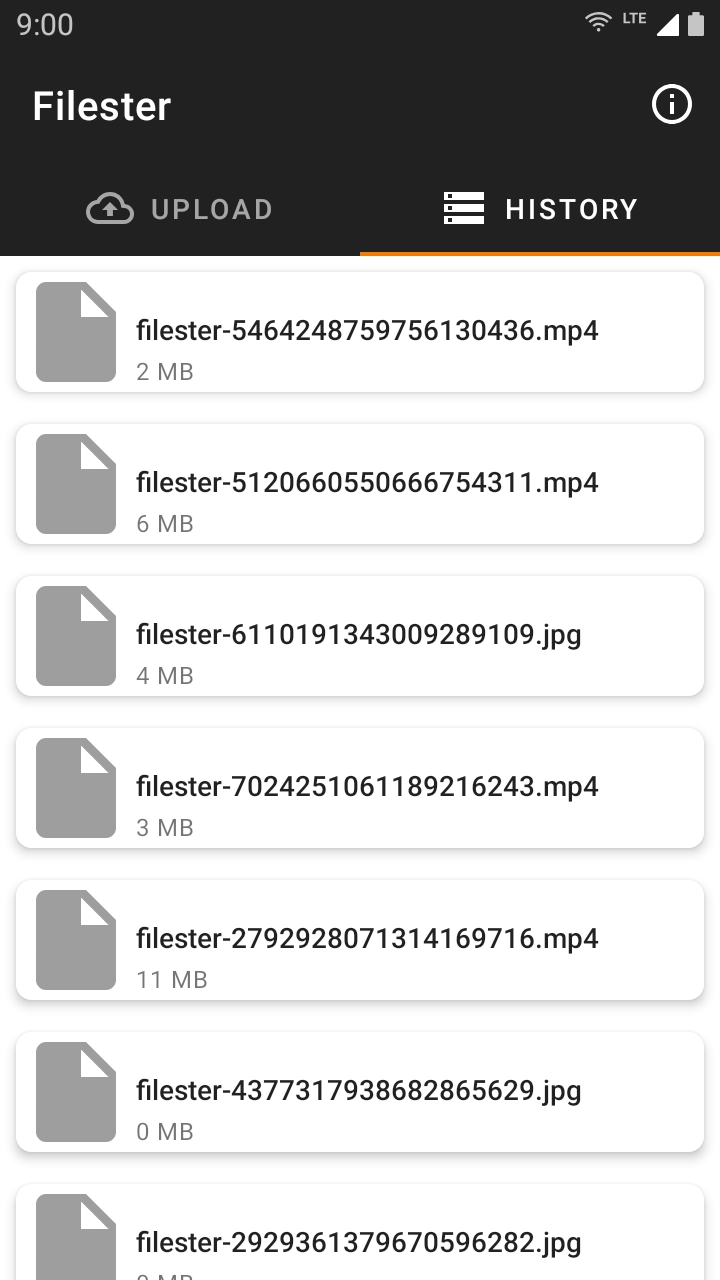 9:00
LTE
Filester
UPLOAD
HISTORY
filester-5464248759756130436.mp4
2 MB
filester-5120660550666754311.mp4
6 MB
filester-6110191343009289109.jpg
4 MB
filester-7024251061189216243.mp4
3 MB
filester-2792928071314169716.mp4
11 MB
filester-4377317938682865629.jpg
0 MB
filester-2929361379670596282.jpg